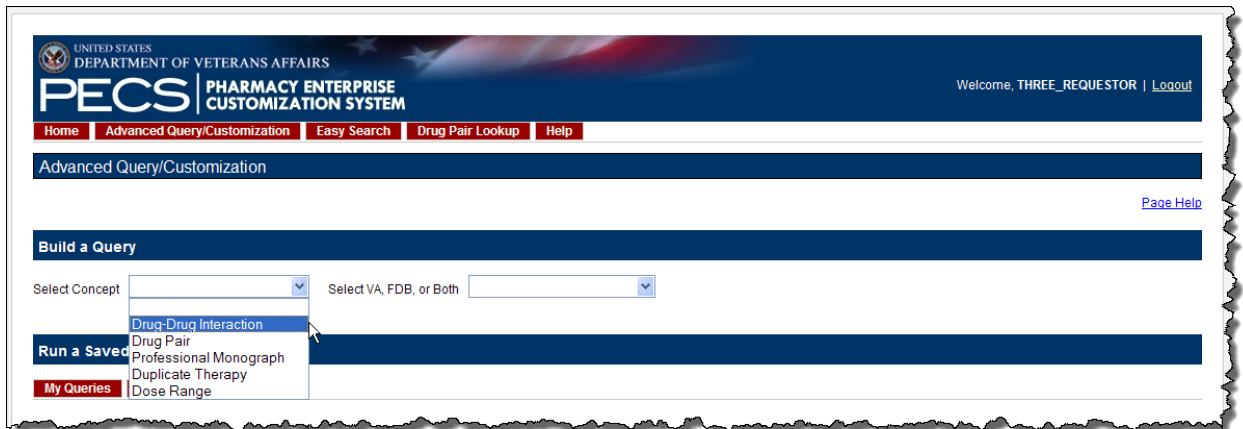 UNITED STATES
DEPARTMENT OF VETERANS AFFAIRS
PECS PHARMACY ENTERPRISE CUSTOMIZATION SYSTEM
Welcome, THREE_REQUESTOR | Logout
Home Advanced Query/Customization Easy Search Drug Pair Lookup Help
Advanced Query/Customization
Page Help
Build a Query
Select Concept Select VA, FDB, or Both
Drug-Drug Interaction
Drug Pair
Professional Monograph
Duplicate Therapy
Dose Range
Run a Saved
My Queries